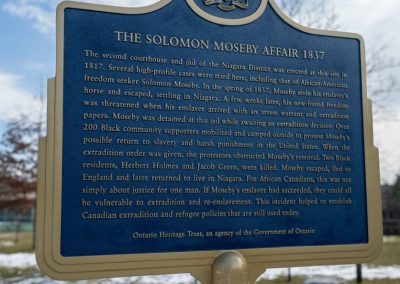 THE SOLOMON MOSEBY AFFAIR 1837
The second courthouse and jail of the Niagara District was erected at this site in
1817. Several high-profile cases were tried here, including that of African-American
freedom seeker Solomon Moseby. In the spring of 1837, Moseby stole his enslaver's
horse and escaped, settling in Niagara. A few weeks later, his new-found freedom
was threatened when his enslaver arrived with an arrest warrant and extradition
papers. Moseby was detained at this jail while awaiting an extradition decision. Over
200 Black community supporters mobilized and camped outside to protest Moseby's
possible return to slavery and harsh punishment in the United States. When the
extradition order was given, the protestors obstructed Moseby's removal. Two Black
residents, Herbert Holmes and Jacob Green, were killed. Moseby escaped, fled to
England and later returned to live in Niagara. For African Canadians, this was not
simply about justice for one man. If Moseby's enslaver had succeeded, they could all
be vulnerable to extradition and re-enslavement. This incident helped to establish
Canadian extradition and refugee policies that are still used today.
Ontario Heritage Trust, an agency of the Government of Ontario